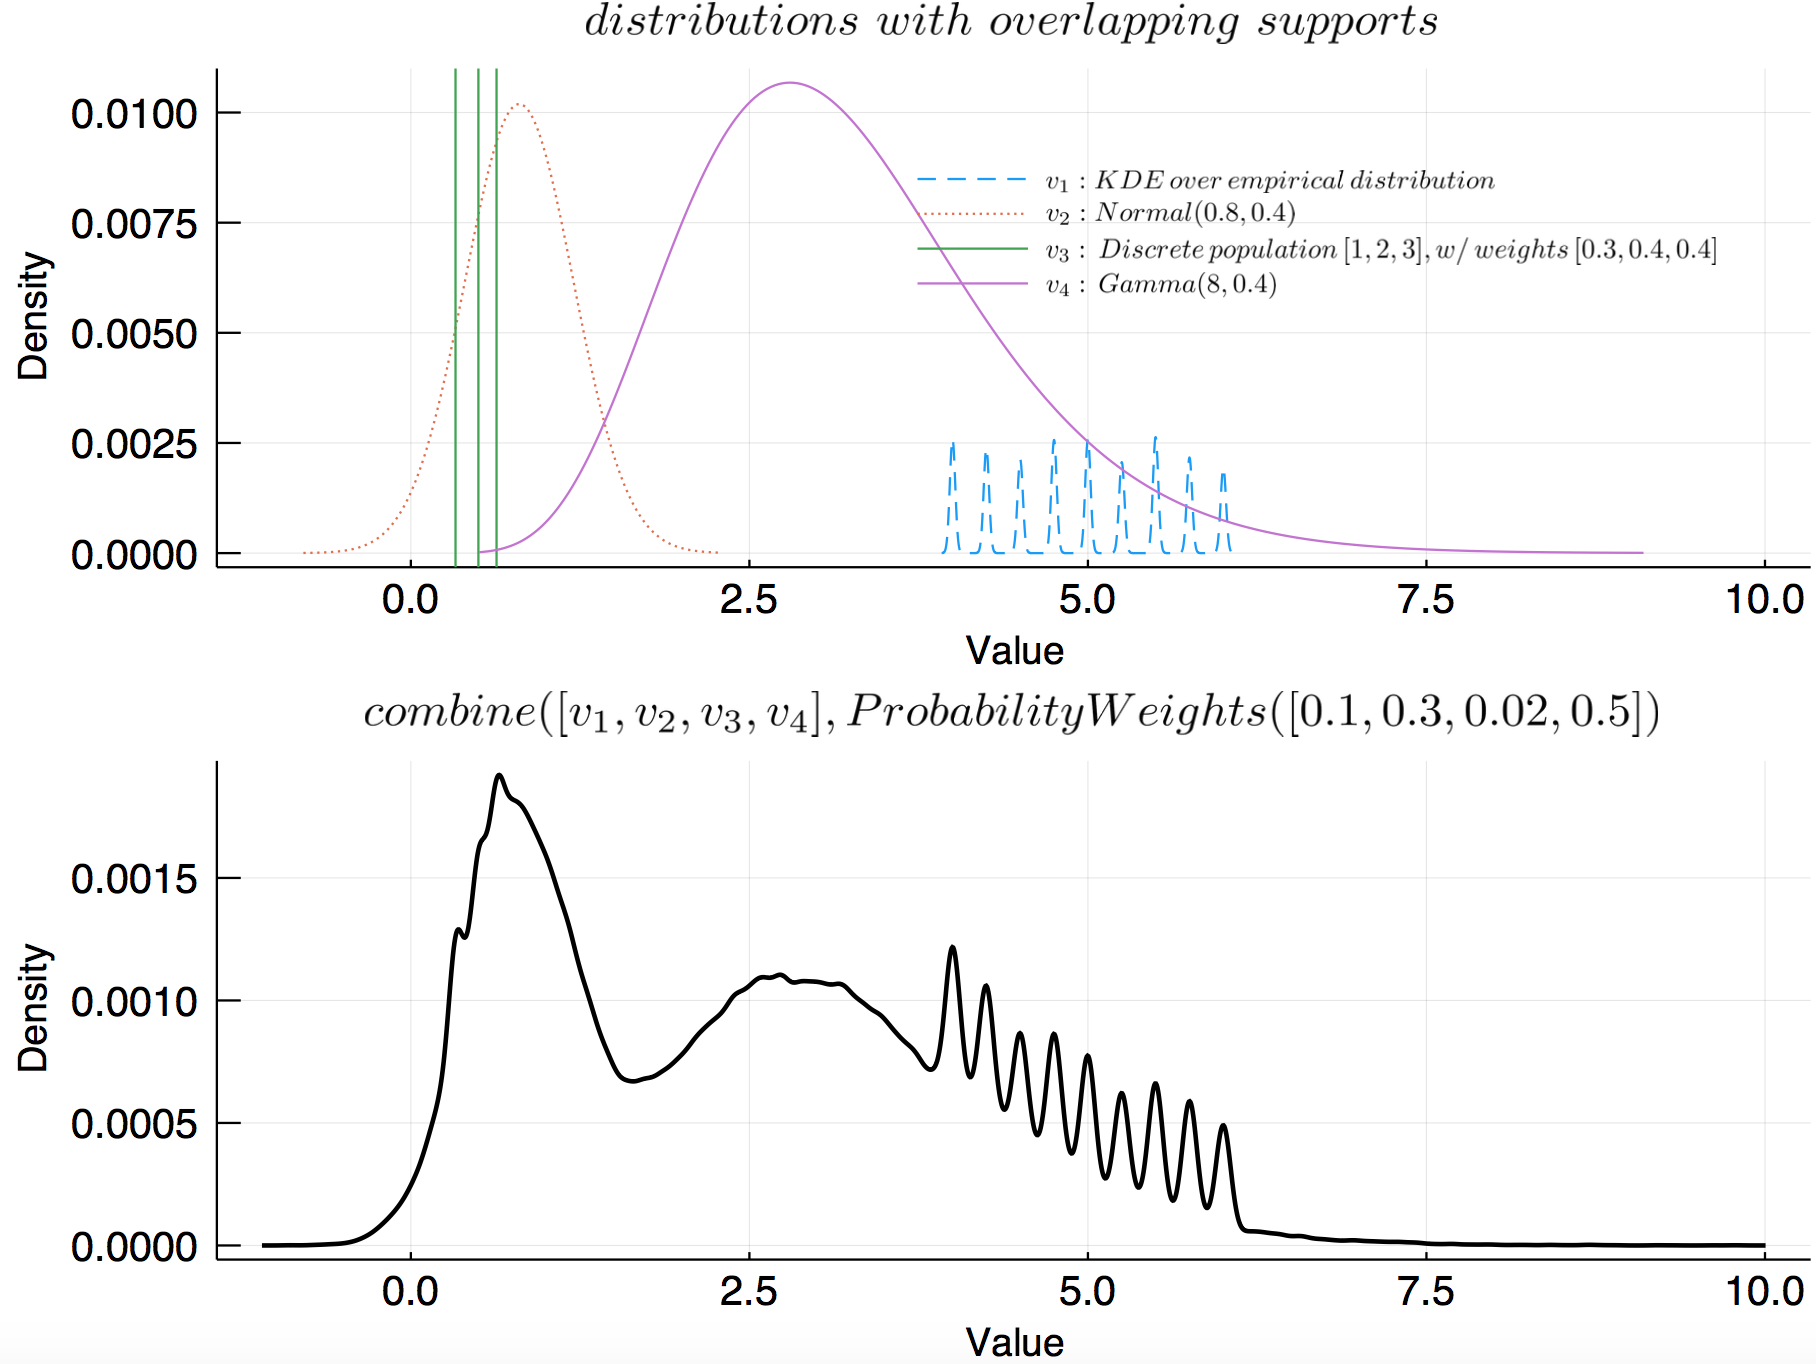 distributions with overlapping supports
0.0100
0.0075
0.0050
0.0025
0.0000
Density
v₁ : KDE over empirical distribution
v₂ : Normal(0.8, 0.4)
v₃ : Discrete population [1, 2, 3], w/ weights [0.3, 0.4, 0.4]
v₄ : Gamma(8, 0.4)
0.0 2.5 5.0 7.5 10.0
Value
combine([v₁, v₂, v₃, v₄], ProbabilityWeights([0.1, 0.3, 0.02, 0.5])
0.0015
0.0010
0.0005
0.0000
Density
0.0 2.5 5.0 7.5 10.0
Value